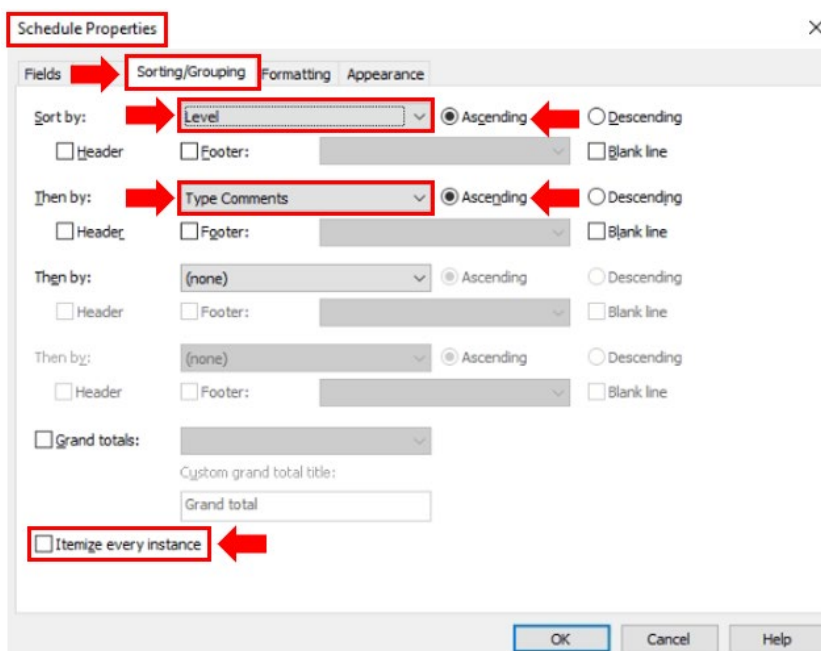 Schedule Properties
Fields Sorting/Grouping Formatting Appearance
Sort by: Level Ascending Descending
Header Footer: Blank line
Then by: Type Comments Ascending Descending
Header Footer: Blank line
Then by: (none) Ascending Descending
Header Footer: Blank line
Then by: (none) Ascending Descending
Header Footer: Blank line
Grand totals:
Custom grand total title:
Grand total
Itemize every instance
OK Cancel Help